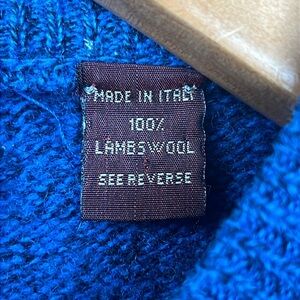 MADE IN ITALY
100%
LAMBSWOOL
SEE REVERSE